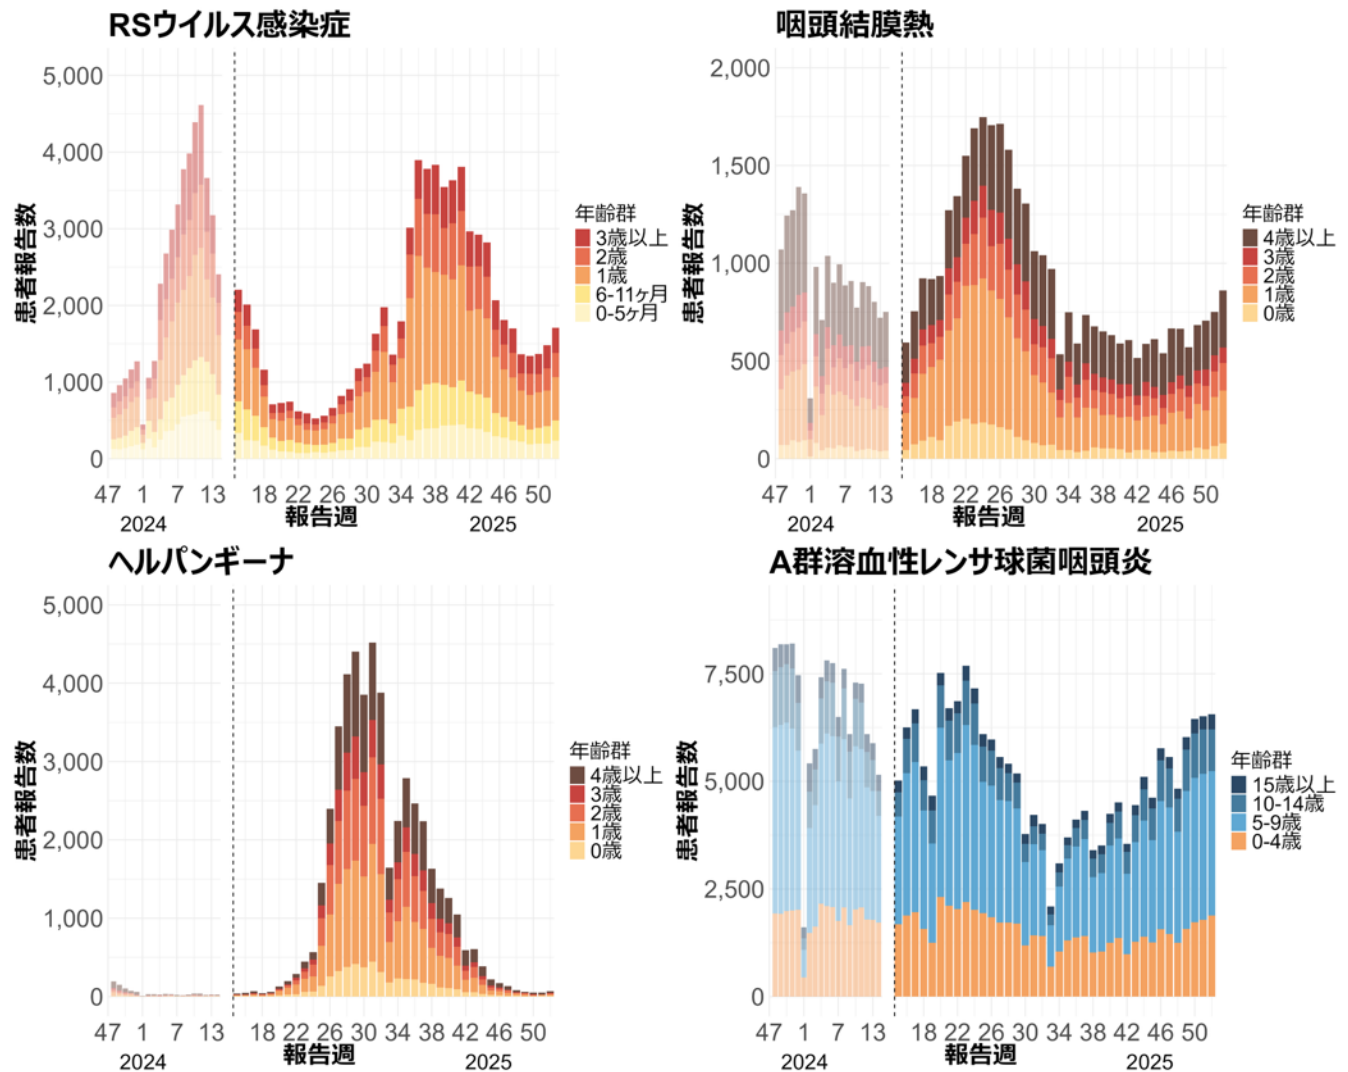 RSウイルス感染症
患者報告数
5,000
4,000
3,000
2,000
1,000
0
47 1 7 13 18 22 26 30 34 38 42 46 50
2024 報告週 2025
年齢群
3歳以上
2歳
1歳
6-11ヶ月
0-5ヶ月
咽頭結膜熱
患者報告数
2,000
1,500
1,000
500
0
47 1 7 13 18 22 26 30 34 38 42 46 50
2024 報告週 2025
年齢群
4歳以上
3歳
2歳
1歳
0歳
ヘルパンギーナ
患者報告数
5,000
4,000
3,000
2,000
1,000
0
47 1 7 13 18 22 26 30 34 38 42 46 50
2024 報告週 2025
年齢群
4歳以上
3歳
2歳
1歳
0歳
A群溶血性レンサ球菌咽頭炎
患者報告数
7,500
5,000
2,500
0
47 1 7 13 18 22 26 30 34 38 42 46 50
2024 報告週 2025
年齢群
15歳以上
10-14歳
5-9歳
0-4歳